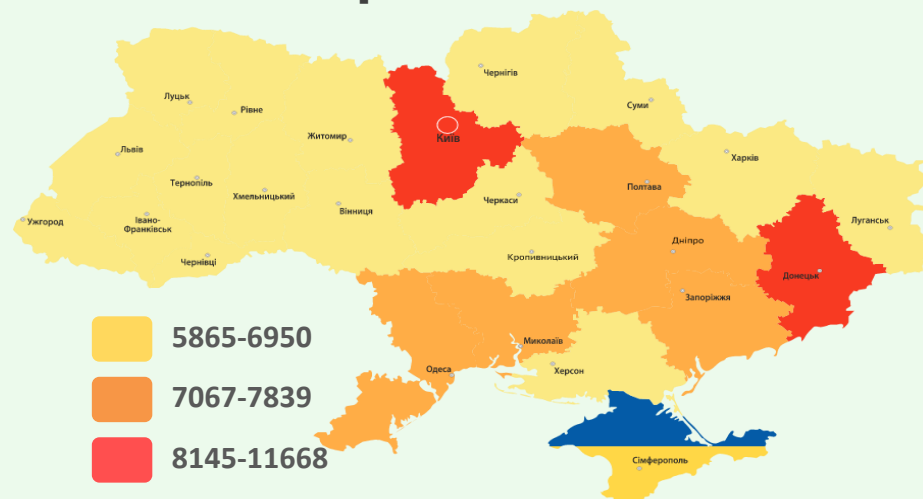 Чернігів
Луцьк
Рівне
Суми
Житомир
Київ
Львів
Харків
Тернопіль
Хмельницький
Полтава
Черкаси
Вінниця
Ужгород
Івано-
Франківськ
Луганськ
Дніпро
Кропивницький
Чернівці
Донецьк
Запоріжжя
5865-6950
Миколаїв
Одеса
Херсон
7067-7839
8145-11668
Сімферополь